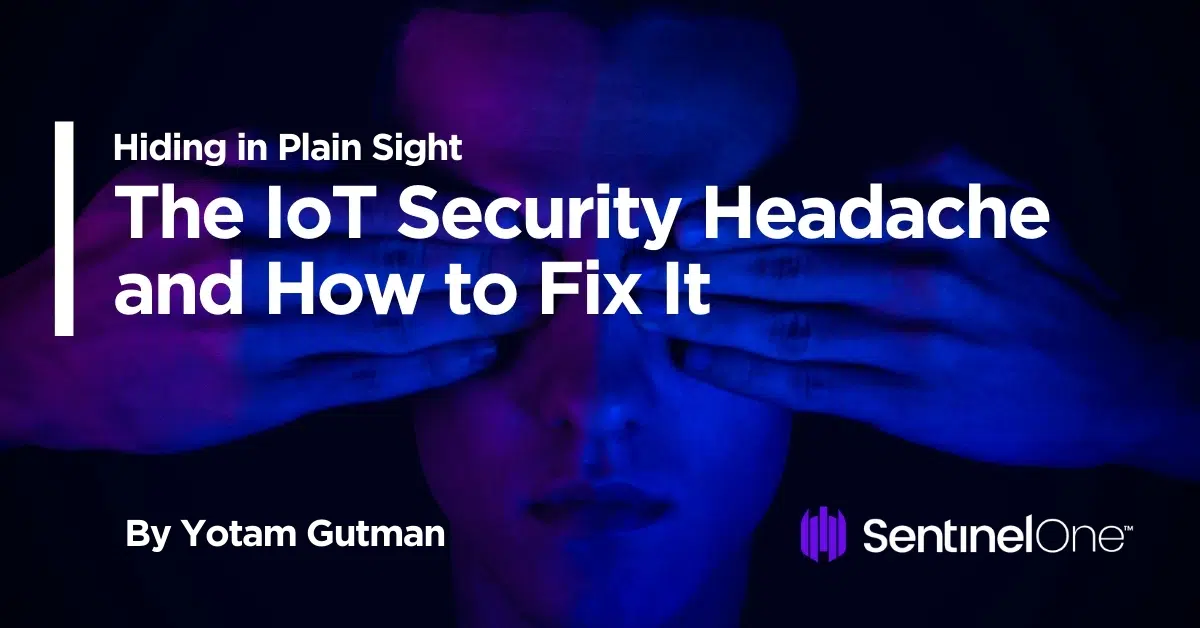 Hiding in Plain Sight
The IoT Security Headache
and How to Fix It
By Yotam Gutman
SentinelOne™